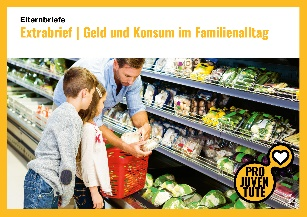 Elternbriefe
Extrabrief | Geld und Konsum im Familienalltag
PRO
JUVEN
TUTE